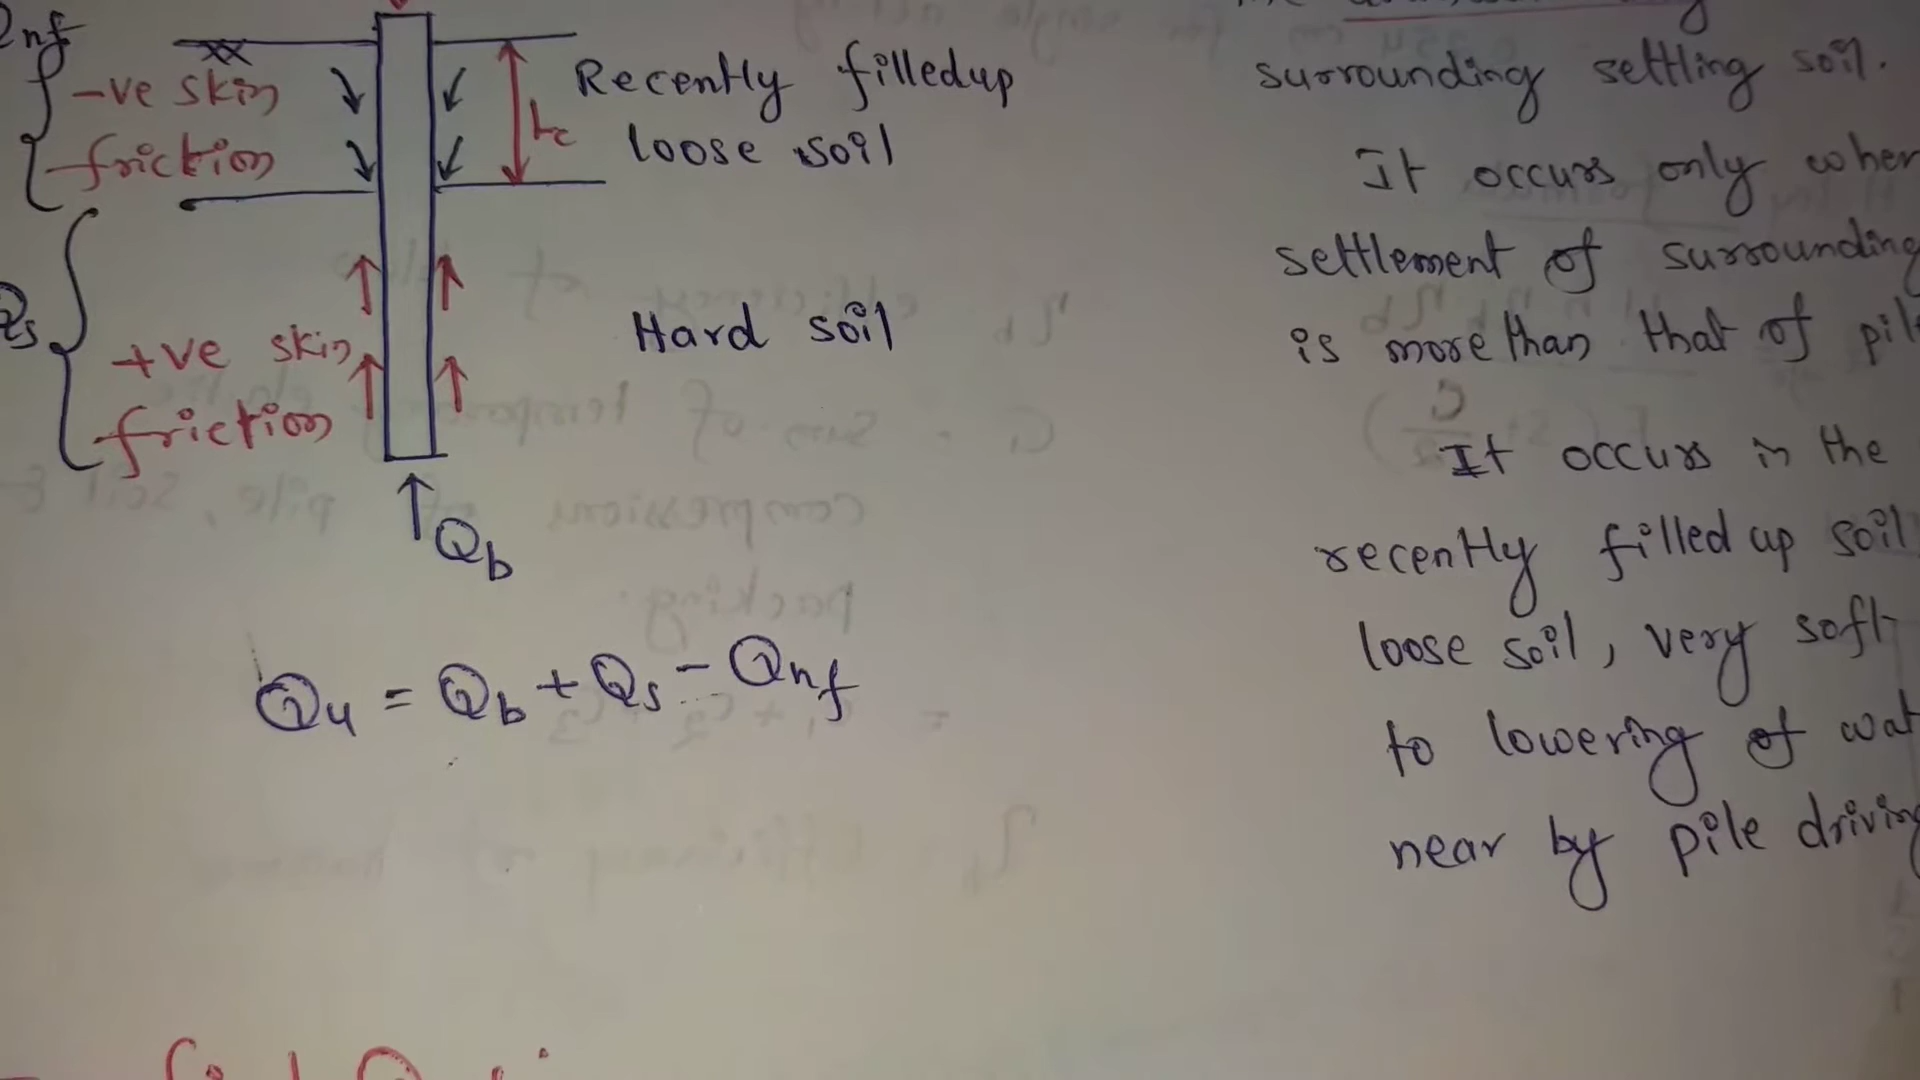 Qnf
-ve skin
friction
Lc
Recently filledup
loose soil
Qs
+ve skin
friction
Hard soil
Qb
Qu = Qb + Qs - Qnf
surrounding settling soil.
It occurs only when
settlement of surrounding
is more than that of pile
It occurs in the
recently filled up soil
loose soil, very soft
to lowering of wat
near by pile driving